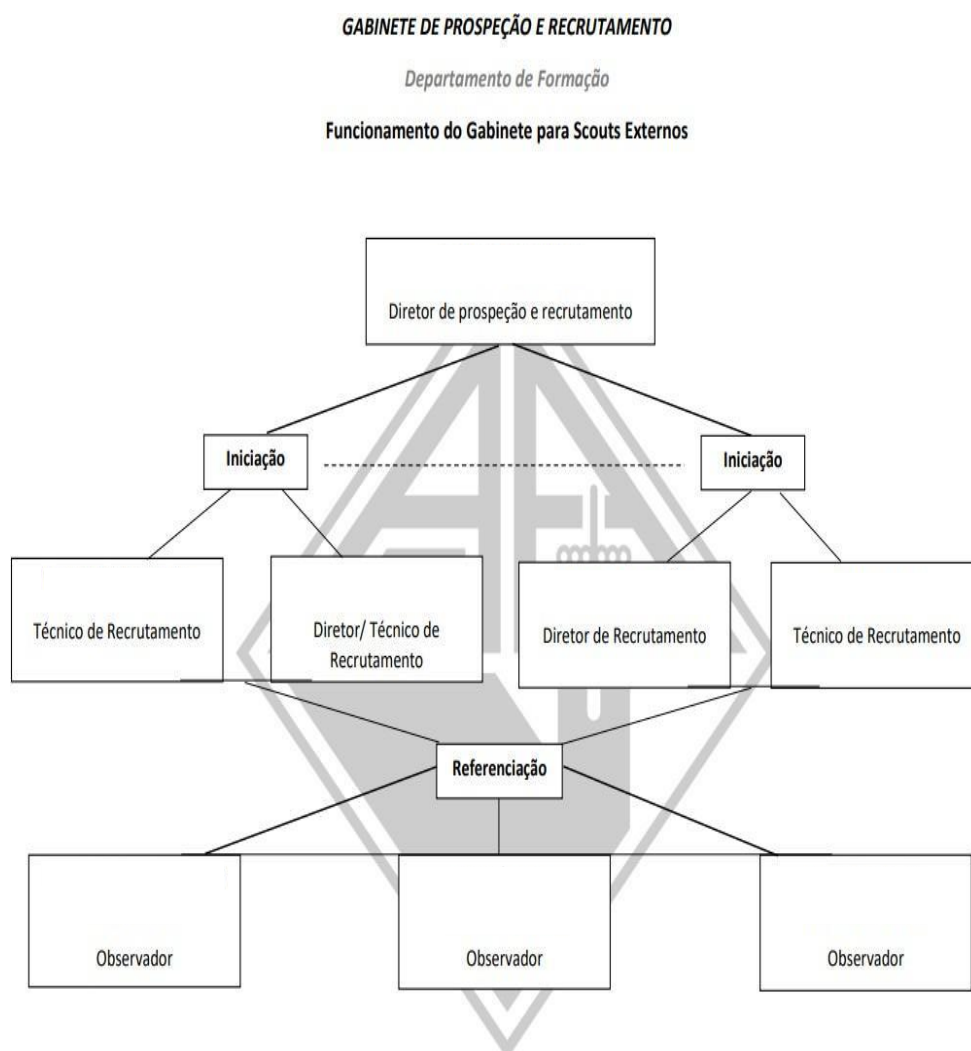 GABINETE DE PROSPEÇÃO E RECRUTAMENTO
Departamento de Formação
Funcionamento do Gabinete para Scouts Externos
Diretor de prospeção e recrutamento
Iniciação
Iniciação
Técnico de Recrutamento
Diretor/ Técnico de
Recrutamento
Diretor de Recrutamento
Técnico de Recrutamento
Referenciação
Observador
Observador
Observador